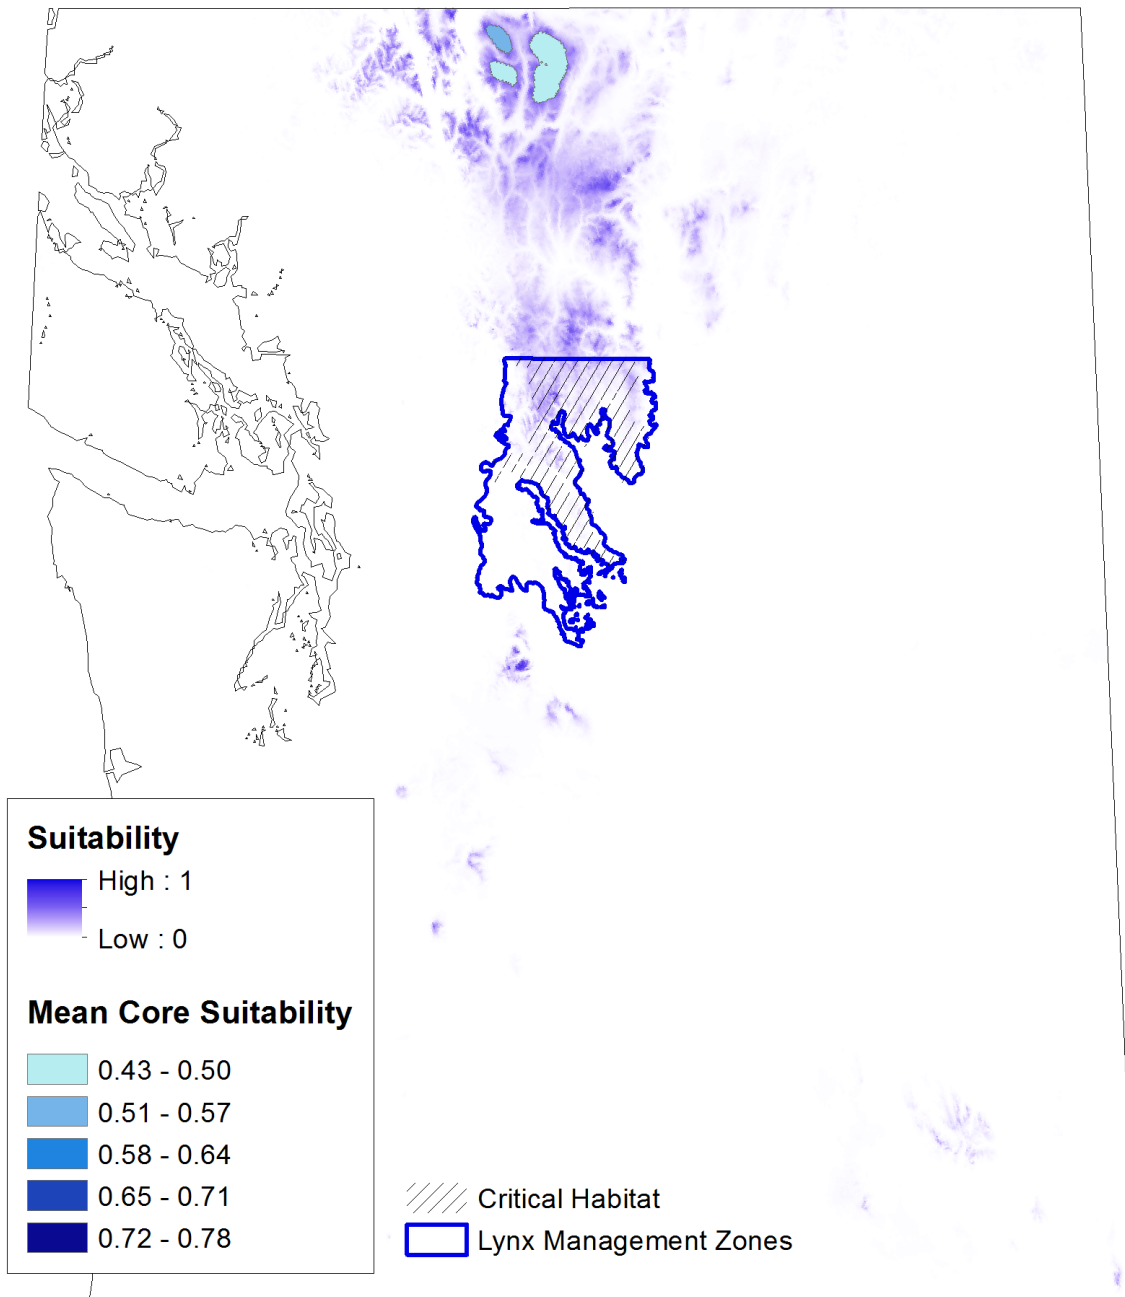 Suitability
High : 1
Low : 0
Mean Core Suitability
0.43 - 0.50
0.51 - 0.57
0.58 - 0.64
0.65 - 0.71
0.72 - 0.78
Critical Habitat
Lynx Management Zones